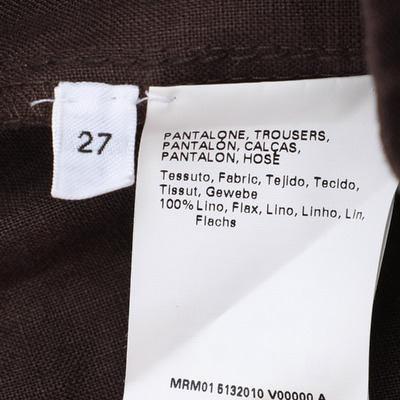 27
PANTALONE, TROUSERS,
PANTALÓN, CALÇAS,
PANTALON, HOSE
Tessuto, Fabric, Tejido, Tecido,
Tissut, Gewebe
100% Lino, Flax, Lino, Linho, Lin,
Flachs
MRM01 5132010 V00000 A